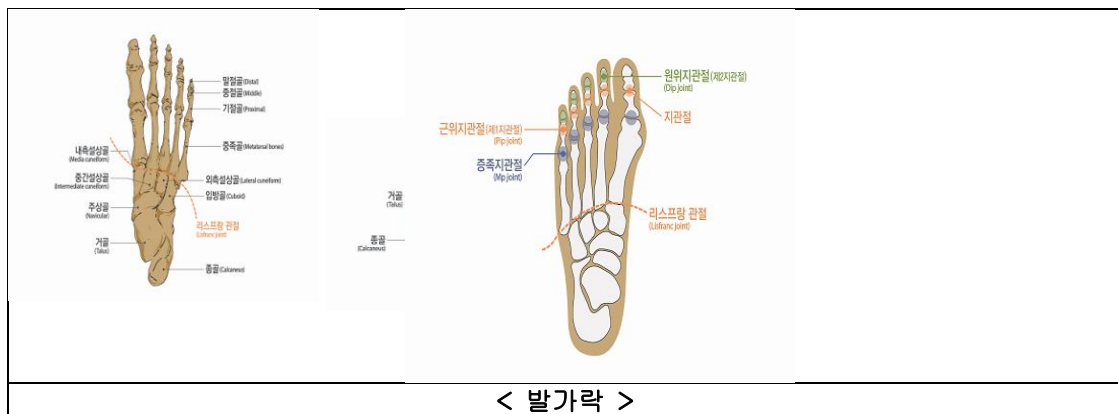 말절골(Distal)
중절골(Middle)
기절골(Proximal)
중족골(Metatarsal bones)
내측설상골
(Media cuneiform)
중간설상골
(Intermediate cuneiform)
주상골
(Navicular)
거골
(Talus)
외측설상골(Lateral cuneiform)
입방골(Cuboid)
리스프랑 관절
(Lisfranc joint)
종골(Calcaneus)
거골
(Talus)
종골
(Calcaneus)
원위지관절(제2지관절)
(Dip joint)
지관절
근위지관절(제1지관절)
(Pip joint)
중족지관절
(Mp joint)
리스프랑 관절
(Lisfranc joint)
< 발가락 >